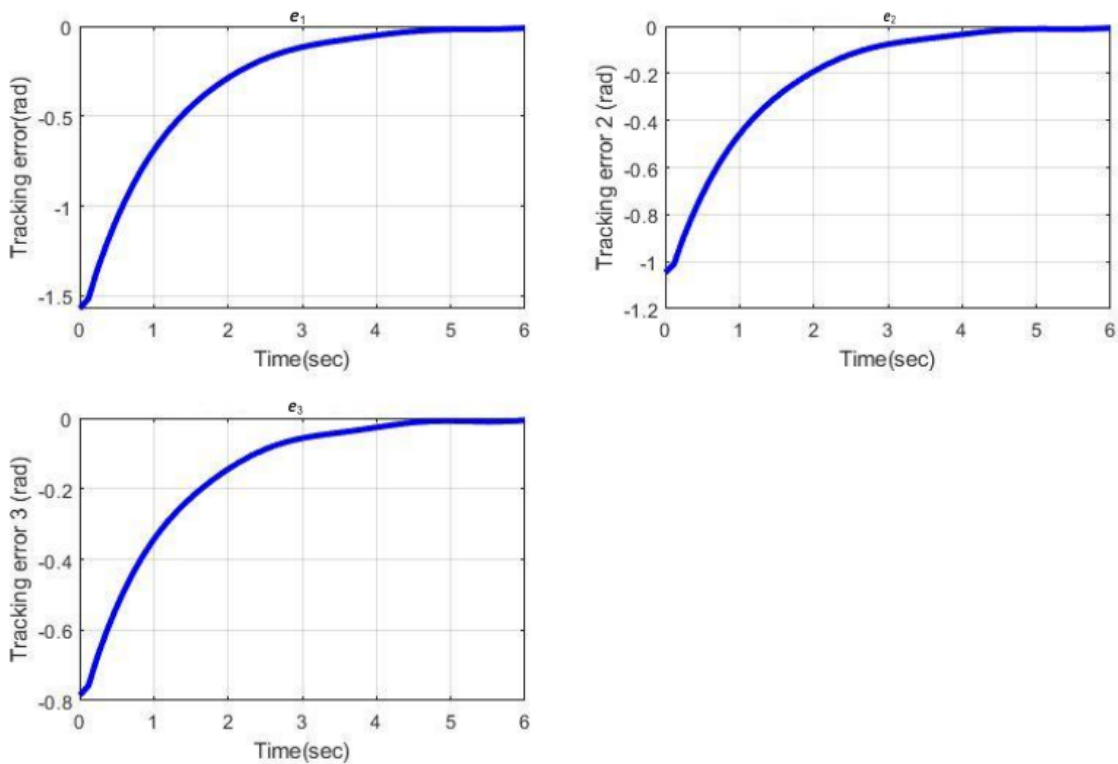 e₁
0
-0.5
-1
-1.5
Tracking error(rad)
0 1 2 3 4 5 6
Time(sec)
e₂
0
-0.2
-0.4
-0.6
-0.8
-1
-1.2
Tracking error 2 (rad)
0 1 2 3 4 5 6
Time(sec)
e₃
0
-0.2
-0.4
-0.6
-0.8
Tracking error 3 (rad)
0 1 2 3 4 5 6
Time(sec)